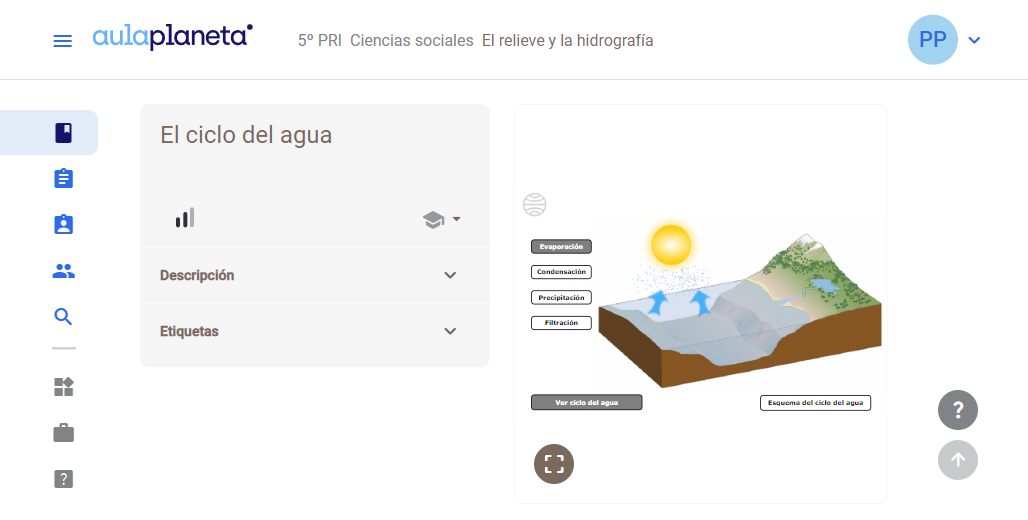 aulaplaneta
5º PRI Ciencias sociales El relieve y la hidrografía
PP
El ciclo del agua
Descripción
Etiquetas
Evaporación
Condensación
Precipitación
Filtración
Ver ciclo del agua
Esquema del ciclo del agua
?
?